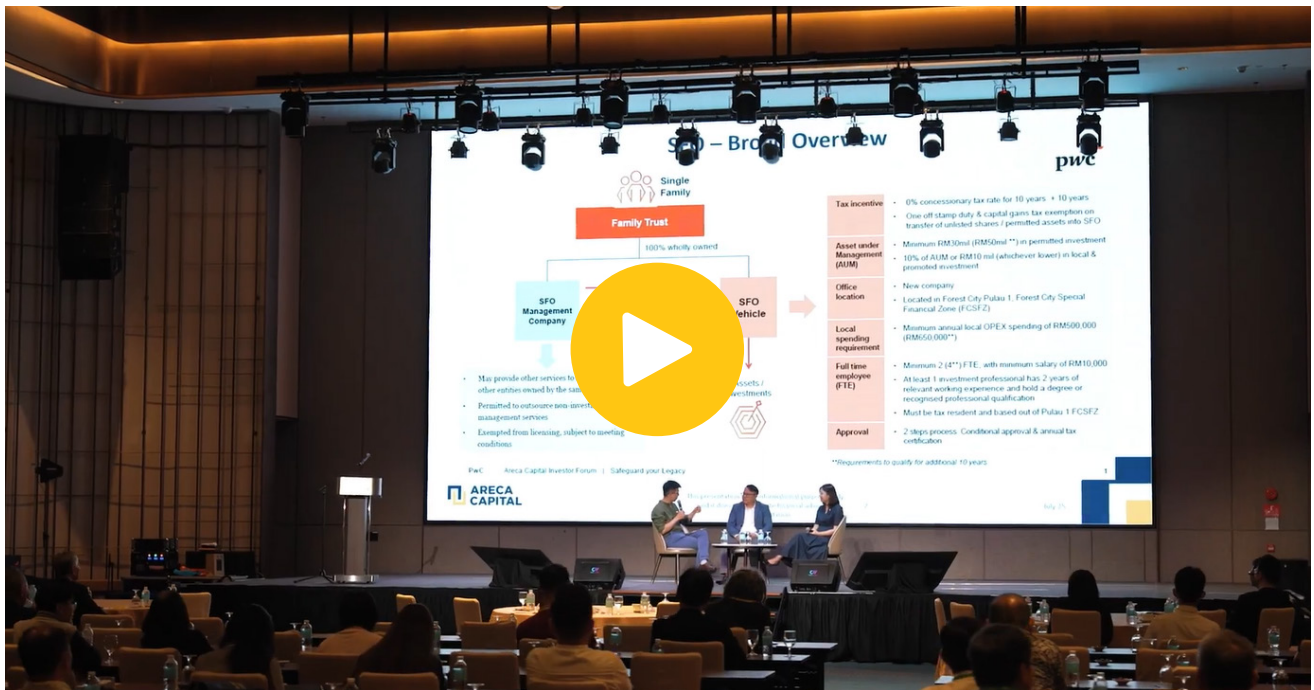 Overview
pwc
Single
Family
Family Trust
100% wholly owned
SFO
Management
Company
SFO
Vehicle
• May provide other services to
other entities owned by the
• Permitted to outsource
management services
• Exempted from licensing, subject to meeting
conditions
Tax incentive
• 0% concessionary tax rate for 10 years + 10 years
• One off stamp duty & capital gains tax exemption on
transfer of unlisted shares / permitted assets into SFO
Asset under
Management
(AUM)
• Minimum RM30mil (RM50mil **) in permitted investment
• 10% of AUM or RM10 mil (whichever lower) in local &
promoted investment
Office
location
• New company
• Located in Forest City Pulau 1, Forest City Special
Financial Zone (FCSFZ)
Local
spending
requirement
• Minimum annual local OPEX spending of RM500,000
(RM650,000**)
Full time
employee
(FTE)
• Minimum 2 (4**) FTE, with minimum salary of RM10,000
• At least 1 investment professional has 2 years of
relevant working experience and hold a degree or
recognised professional qualification
• Must be tax resident and based out of Pulau 1 FCSFZ
Approval
• 2 steps process Conditional approval & annual tax
certification
**Requirements to qualify for additional 10 years
PwC Areca Capital Investor Forum | Safeguard your Legacy
1
ARECA
CAPITAL
July 25